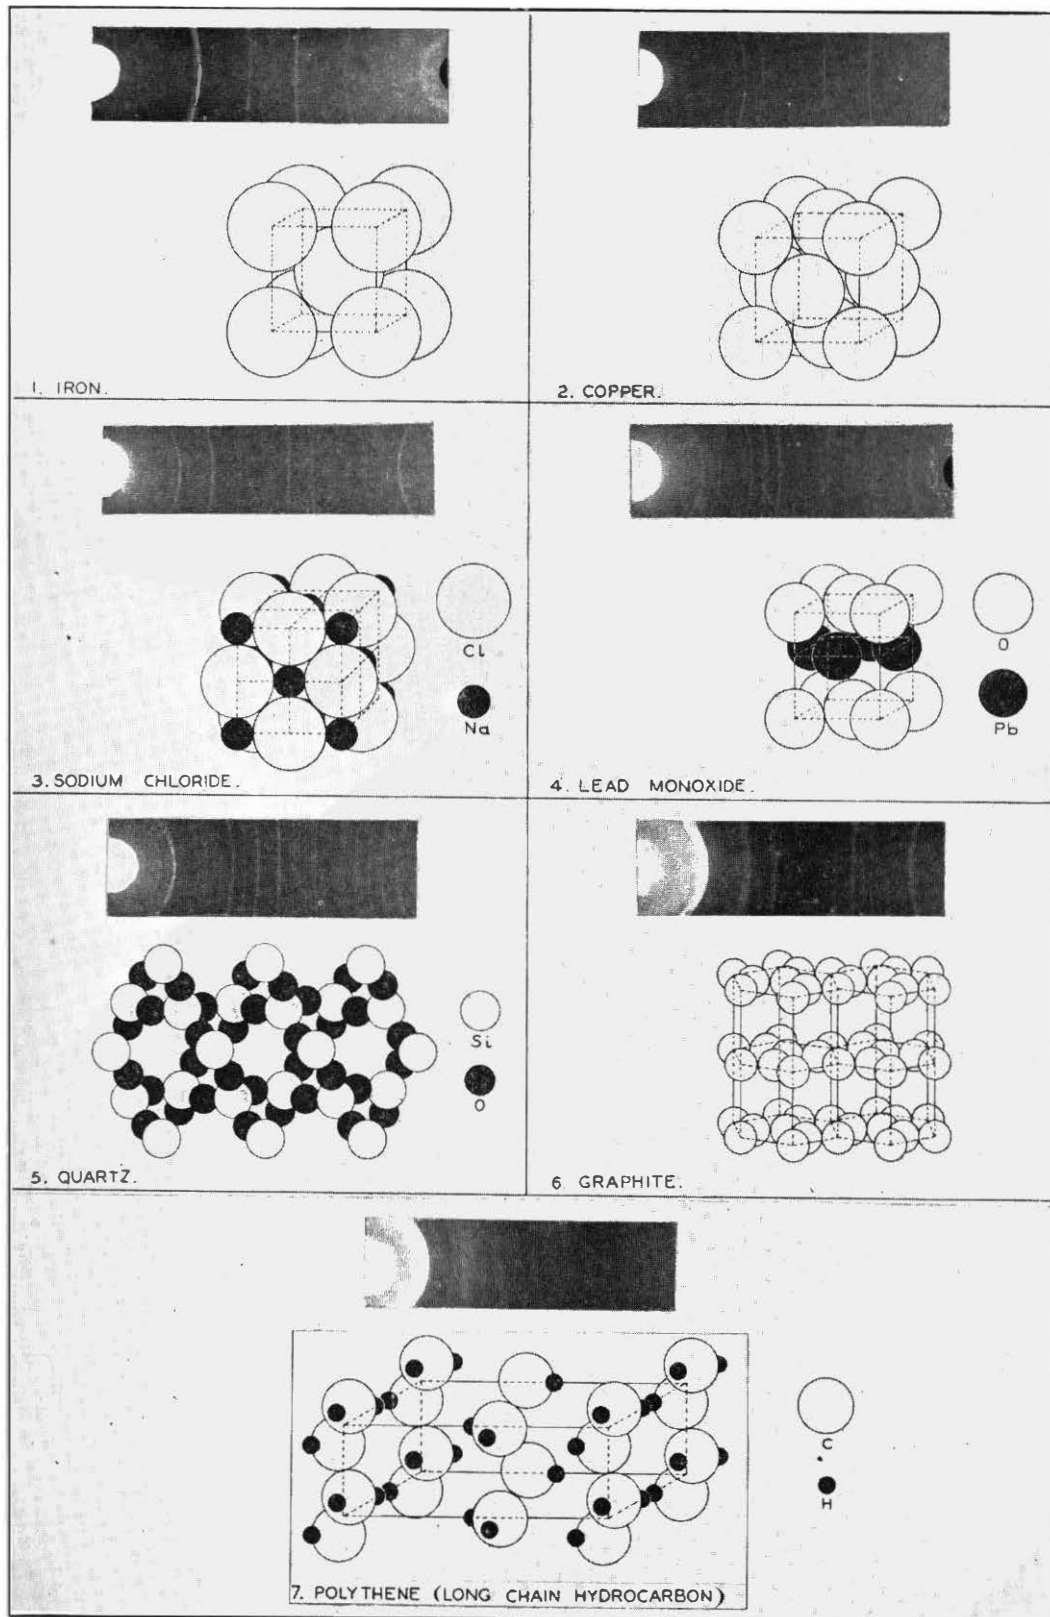 1. IRON.
2. COPPER.
Cl
Na
3. SODIUM CHLORIDE.
O
Pb
4. LEAD MONOXIDE.
Si
O
5. QUARTZ.
6 GRAPHITE.
C
H
7. POLYTHENE (LONG CHAIN HYDROCARBON)